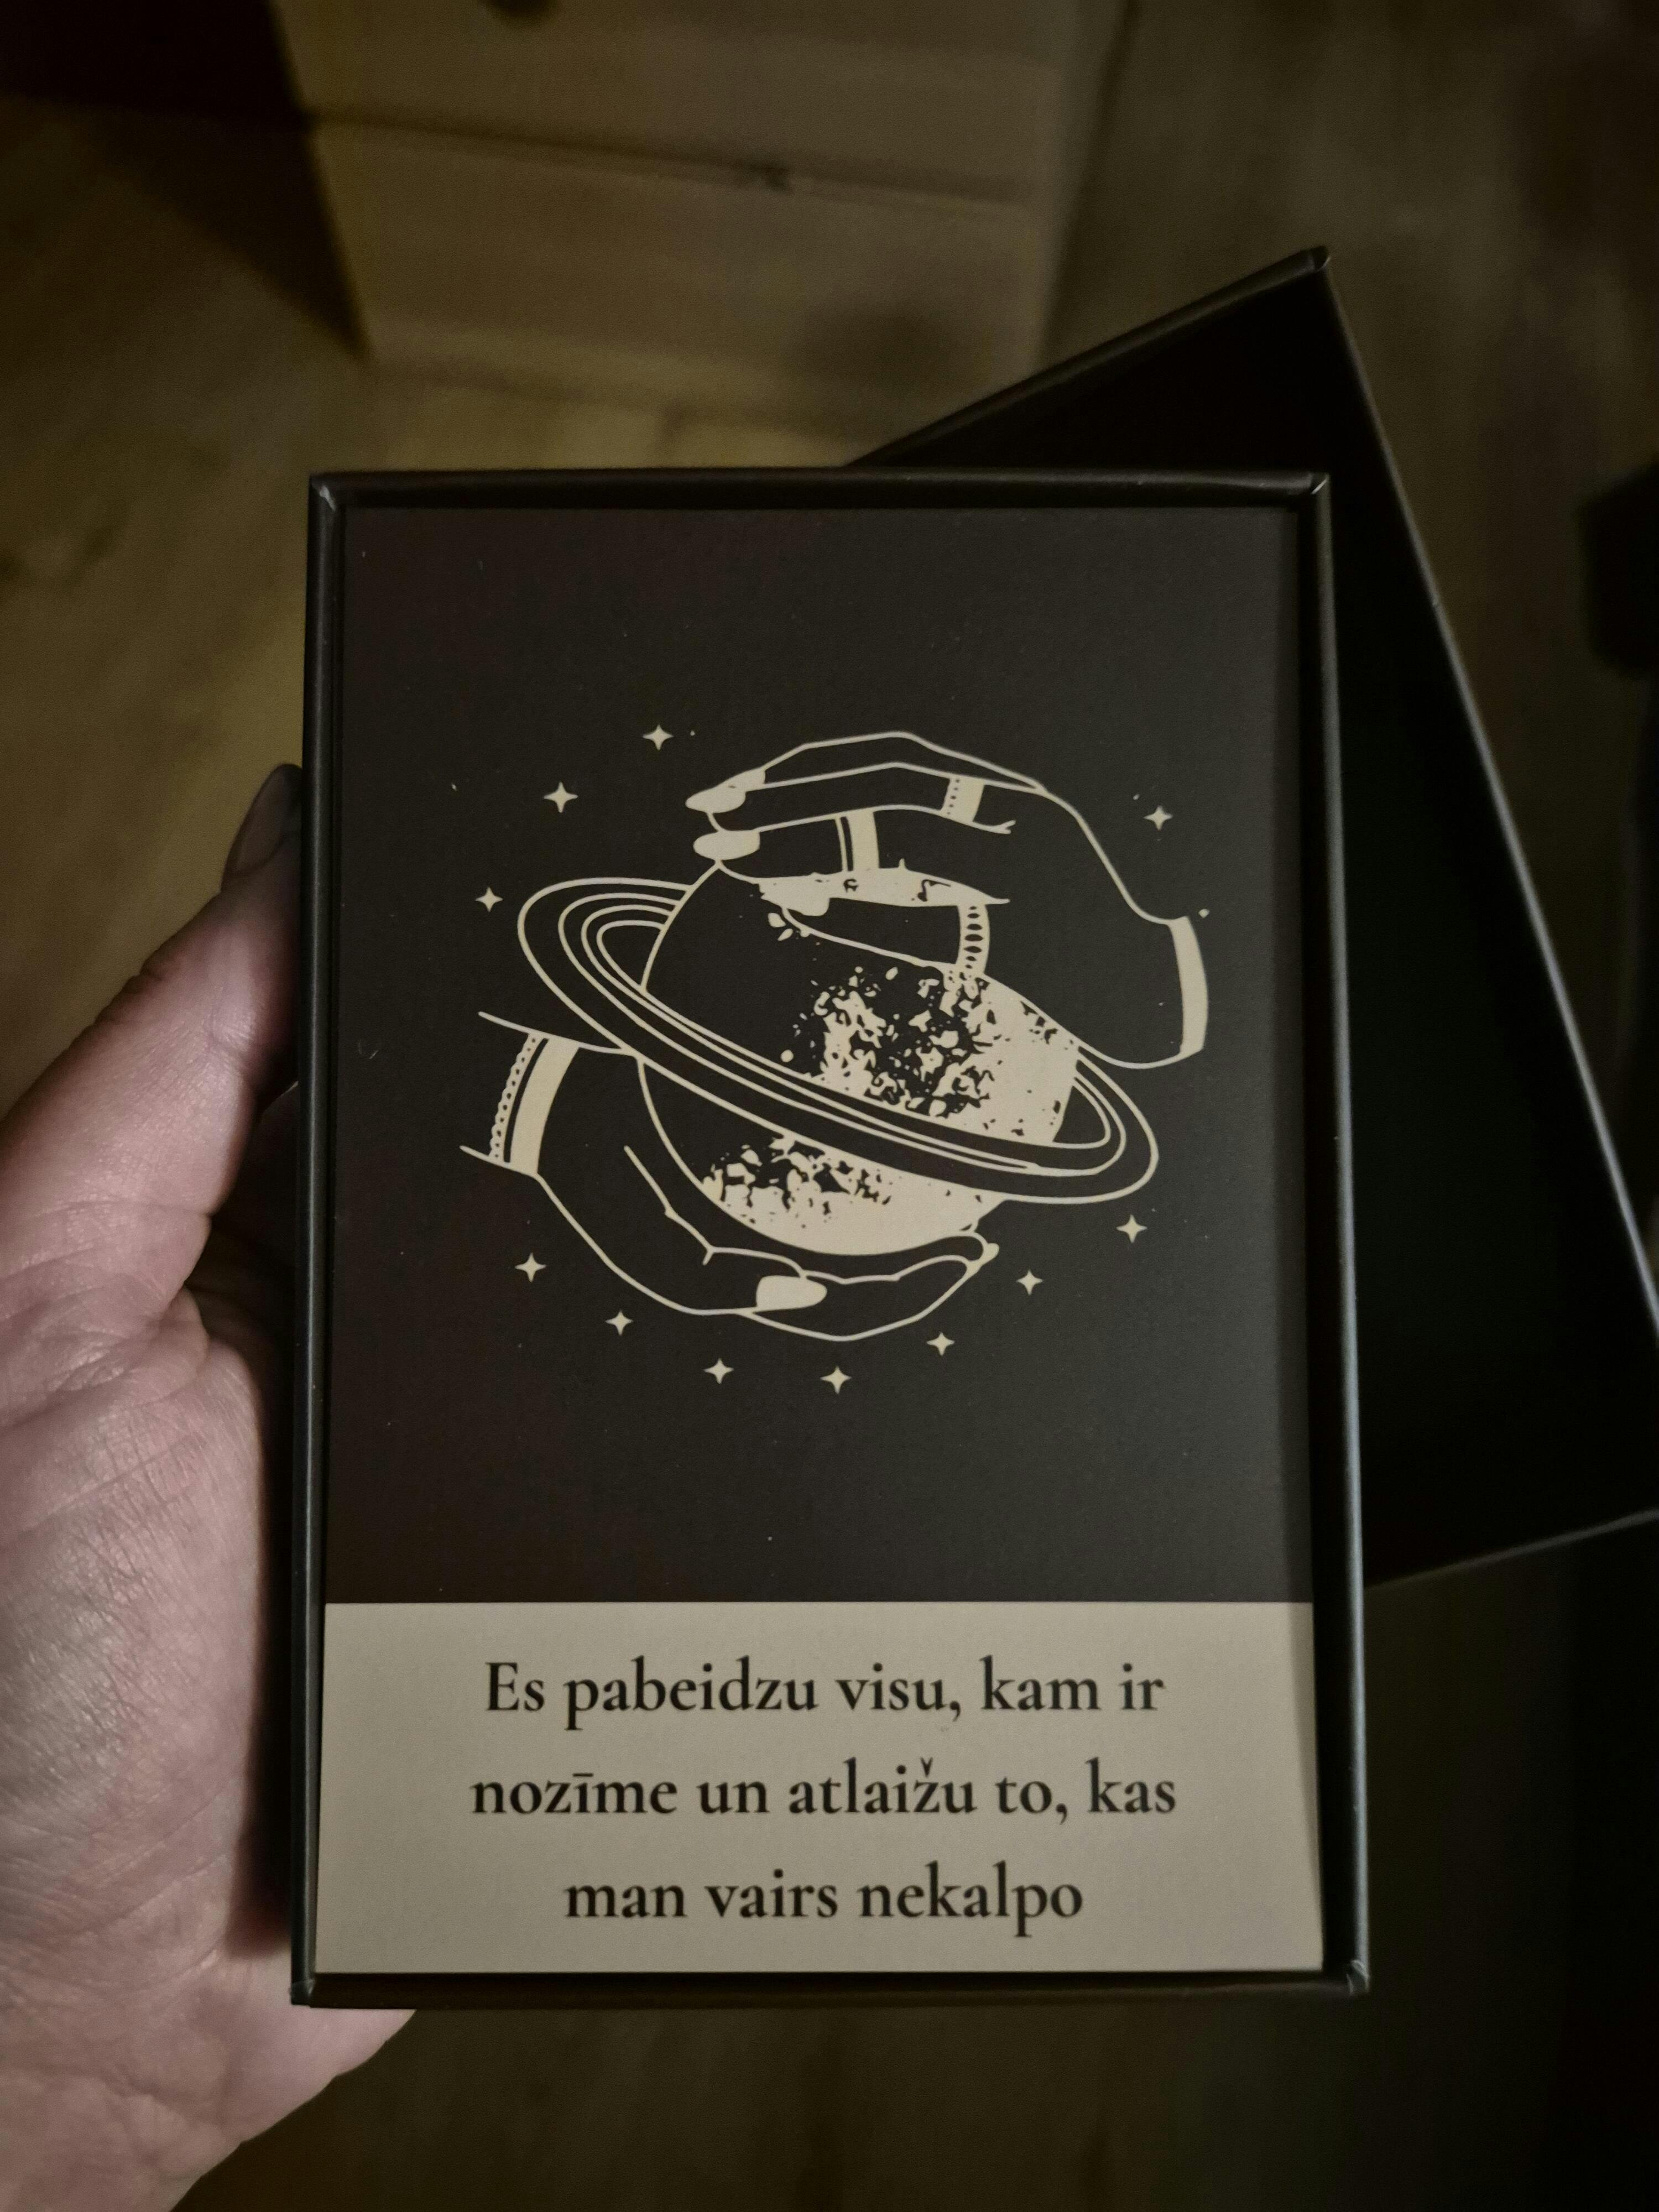 Es pabeidzu visu, kam ir
nozīme un atlaižu to, kas
man vairs nekalpo